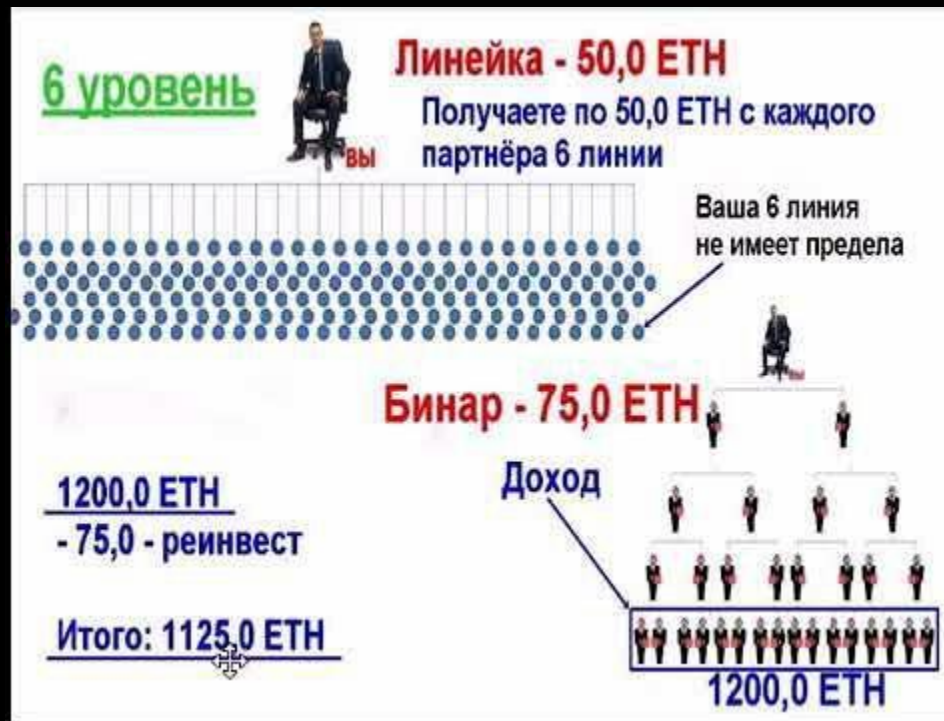 6 уровень
Линейка - 50,0 ETH
Получаете по 50,0 ETH с каждого
партнёра 6 линии
вы
Ваша 6 линия
не имеет предела
вы
Бинар - 75,0 ETH
Доход
1200,0 ETH
- 75,0 - реинвест
Итого: 1125,0 ETH
1200,0 ETH